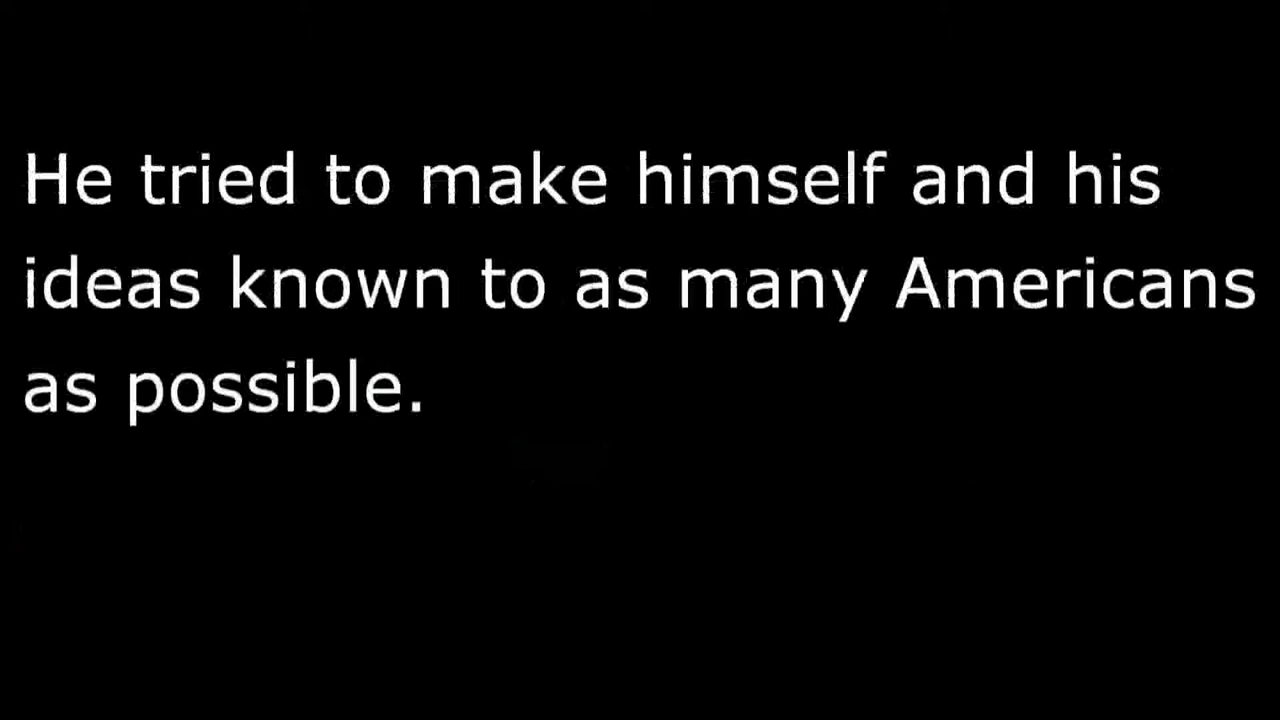 He tried to make himself and his
ideas known to as many Americans
as possible.